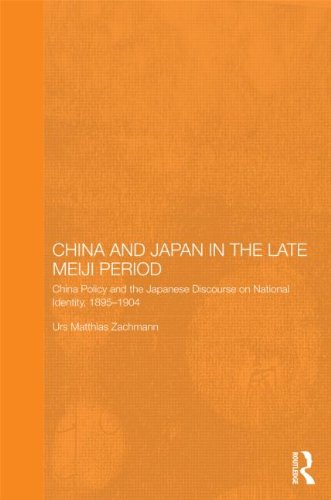 CHINA AND JAPAN IN THE LATE
MEIJI PERIOD
China Policy and the Japanese Discourse on National
Identity, 1895–1904
Urs Matthias Zachmann
ROUTLEDGE